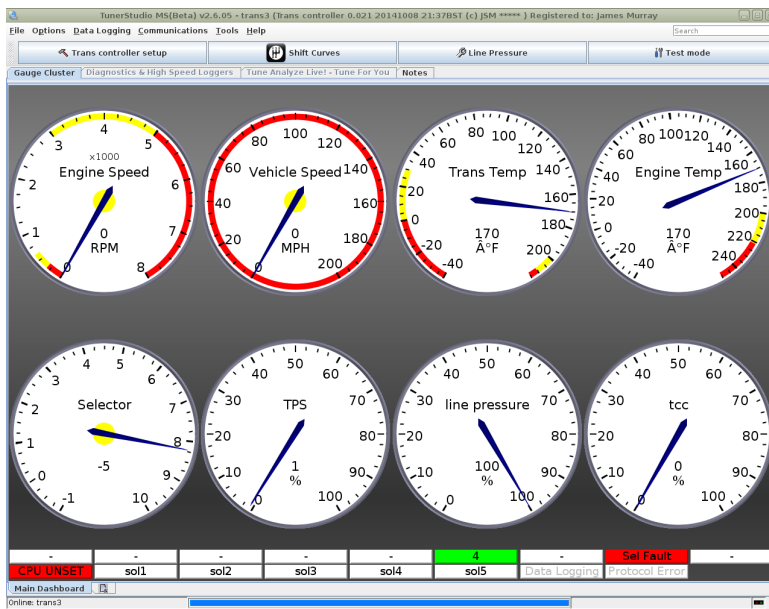 TunerStudio MS(Beta) v2.6.05 - trans3 (Trans controller 0.021 20141008 21:37BST (c) JSM ***** ) Registered to: James Murray
File Options Data Logging Communications Tools Help Search
Trans controller setup Shift Curves Line Pressure Test mode
Gauge Cluster Diagnostics & High Speed Loggers Tune Analyze Live! - Tune For You Notes
0 1 2 3 4 5 6 7 8
x1000
Engine Speed
0
RPM
0 20 40 60 80 100 120 140 160 180 200
Vehicle Speed
0
MPH
-40 -20 0 20 40 60 80 100 120 140 160 180 200
Trans Temp
170
Â°F
-40 -20 0 20 40 60 80 100 120 140 160 180 200 220 240
Engine Temp
170
Â°F
-1 0 1 2 3 4 5 6 7 8 9 10
Selector
-5
0 10 20 30 40 50 60 70 80 90 100
TPS
1
%
0 10 20 30 40 50 60 70 80 90 100
line pressure
100
%
0 10 20 30 40 50 60 70 80 90 100
tcc
0
%
- - - - - 4 - Sel Fault -
CPU UNSET sol1 sol2 sol3 sol4 sol5 Data Logging Protocol Error
Main Dashboard
Online: trans3